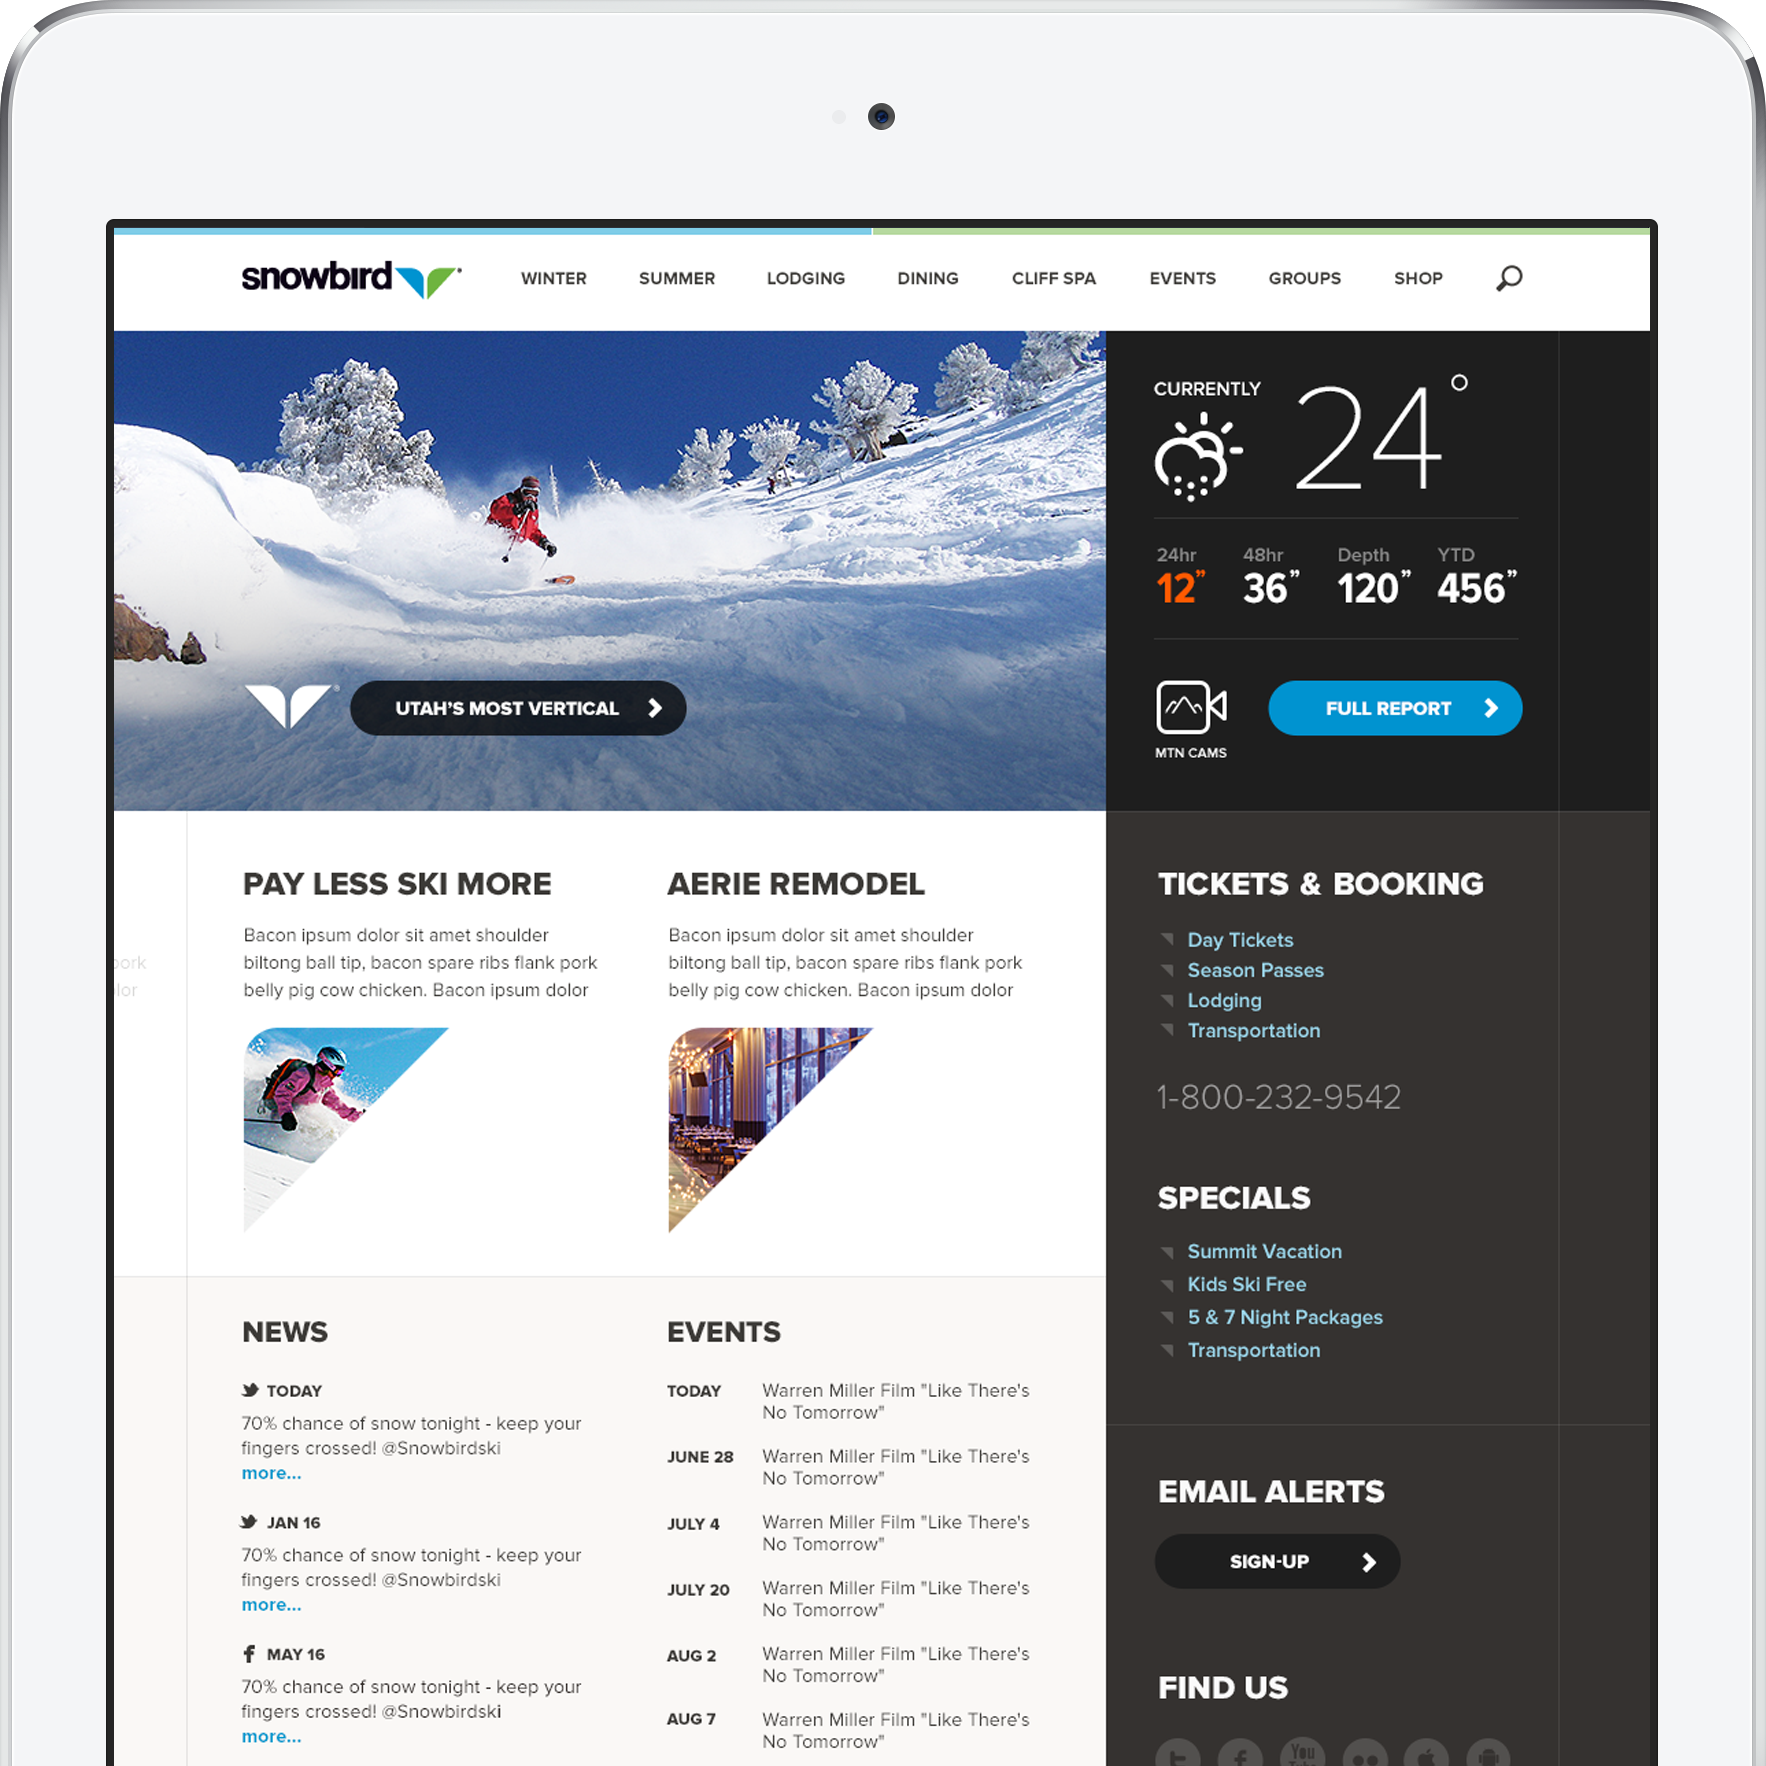 snowbird
WINTER SUMMER LODGING DINING CLIFF SPA EVENTS GROUPS SHOP
CURRENTLY
24°
24hr 48hr Depth YTD
12” 36” 120” 456”
UTAH'S MOST VERTICAL
FULL REPORT
MTN CAMS
PAY LESS SKI MORE
Bacon ipsum dolor sit amet shoulder
biltong ball tip, bacon spare ribs flank pork
belly pig cow chicken. Bacon ipsum dolor
AERIE REMODEL
Bacon ipsum dolor sit amet shoulder
biltong ball tip, bacon spare ribs flank pork
belly pig cow chicken. Bacon ipsum dolor
TICKETS & BOOKING
Day Tickets
Season Passes
Lodging
Transportation
1-800-232-9542
SPECIALS
Summit Vacation
Kids Ski Free
5 & 7 Night Packages
Transportation
NEWS
TODAY
70% chance of snow tonight - keep your
fingers crossed! @Snowbirdski
more...
JAN 16
70% chance of snow tonight - keep your
fingers crossed! @Snowbirdski
more...
MAY 16
70% chance of snow tonight - keep your
fingers crossed! @Snowbirdski
more...
EVENTS
TODAY Warren Miller Film "Like There's
No Tomorrow"
JUNE 28 Warren Miller Film "Like There's
No Tomorrow"
JULY 4 Warren Miller Film "Like There's
No Tomorrow"
JULY 20 Warren Miller Film "Like There's
No Tomorrow"
AUG 2 Warren Miller Film "Like There's
No Tomorrow"
AUG 7 Warren Miller Film "Like There's
No Tomorrow"
EMAIL ALERTS
SIGN-UP
FIND US
You